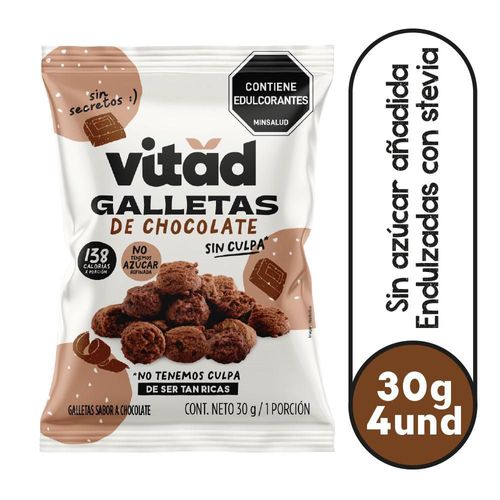 sin
secretos :)
CONTIENE
EDULCORANTES
MINSALUD
vitad
GALLETAS
DE CHOCOLATE
SIN CULPA*
138
CALORÍAS
X PORCIÓN
NO
TENEMOS
AZÚCAR
REFINADA
*NO TENEMOS CULPA
DE SER TAN RICAS
GALLETAS SABOR A CHOCOLATE
CONT. NETO 30 g / 1 PORCIÓN
Sin azúcar añadida
Endulzadas con stevia
30g
4und